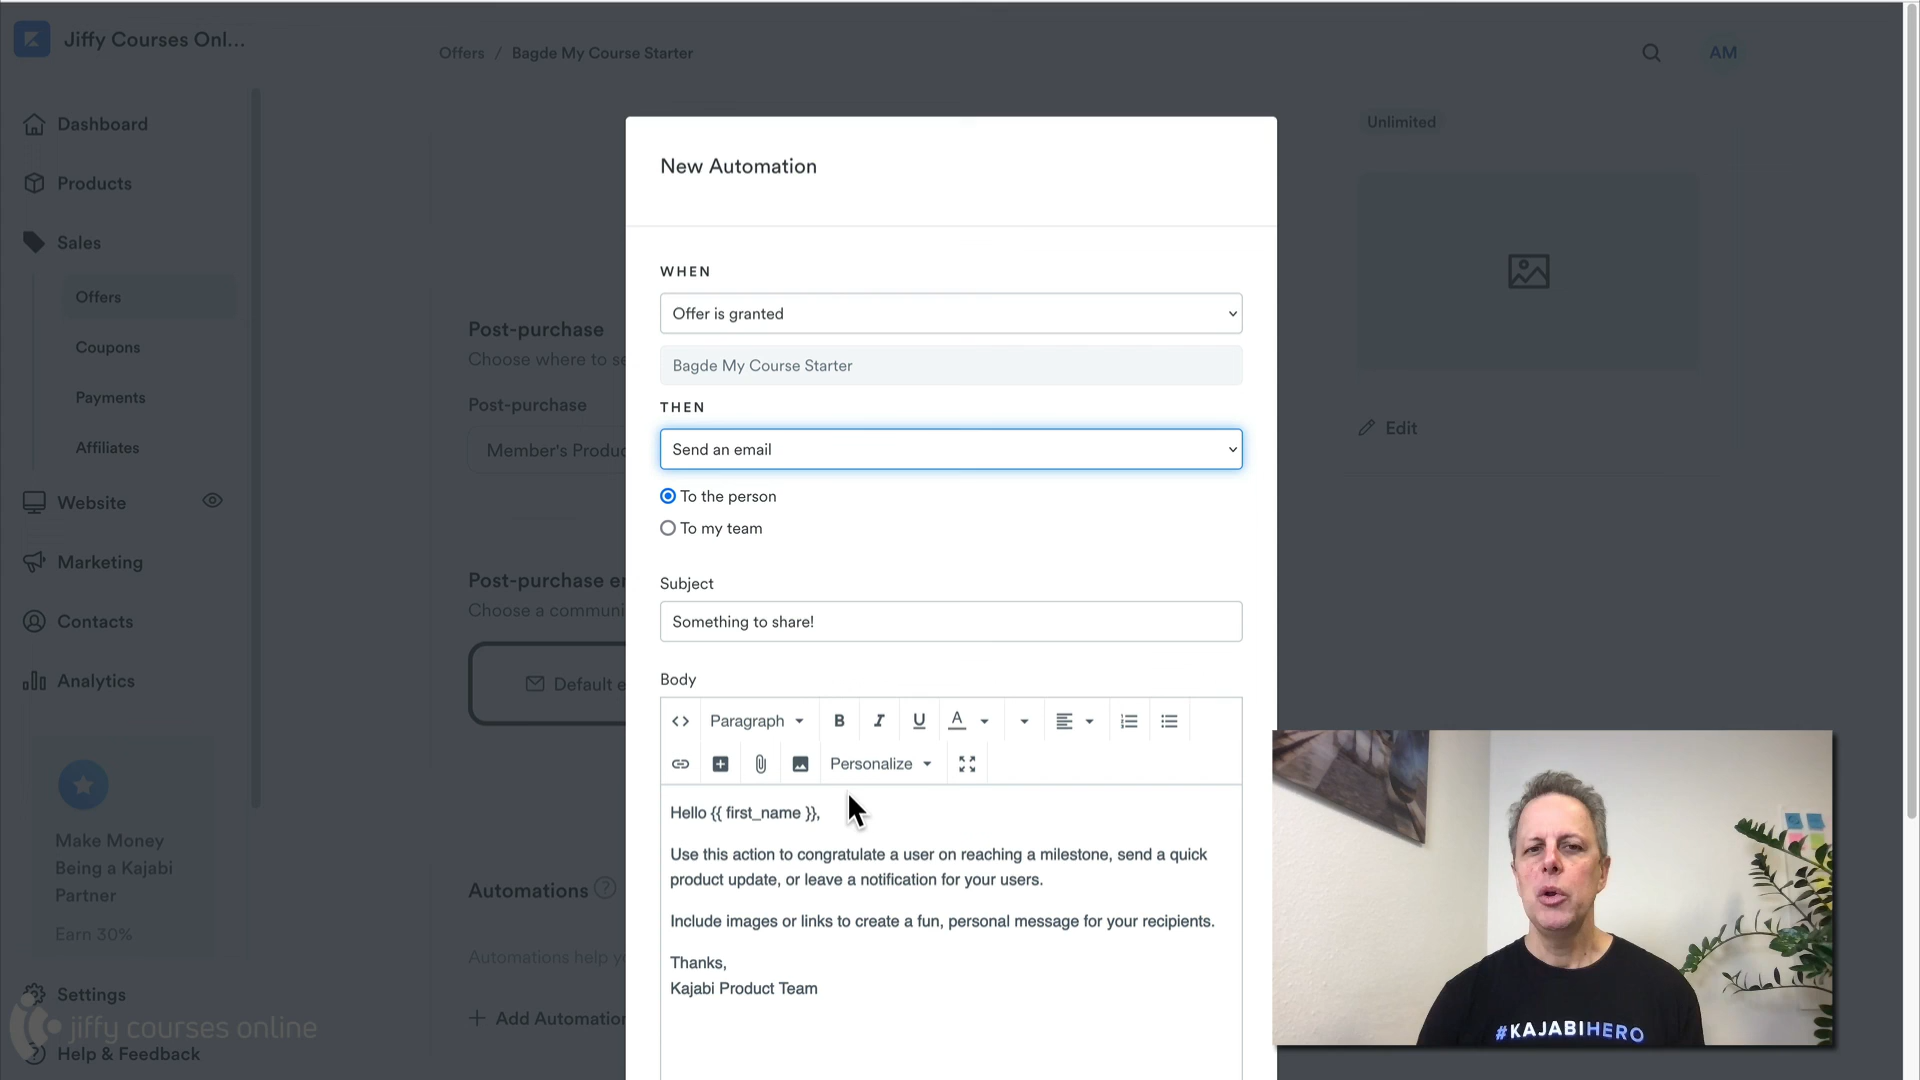 Jiffy Courses Onl...
Offers / Bagde My Course Starter
AM
Dashboard
Products
Sales
Offers
Coupons
Payments
Affiliates
Website
Marketing
Contacts
Analytics
Make Money
Being a Kajabi
Partner
Earn 30%
Settings
jiffy courses online
Help & Feedback
Post-purchase
Choose where to se
Post-purchase
Member's Produc
Post-purchase e
Choose a communi
Default e
Automations
Automations help yo
Add Automation
New Automation
WHEN
Offer is granted
Bagde My Course Starter
THEN
Send an email
To the person
To my team
Subject
Something to share!
Body
Paragraph
B I U A
Personalize
Hello {{ first_name }},
Use this action to congratulate a user on reaching a milestone, send a quick
product update, or leave a notification for your users.
Include images or links to create a fun, personal message for your recipients.
Thanks,
Kajabi Product Team
Unlimited
Edit
#KAJABIHERO